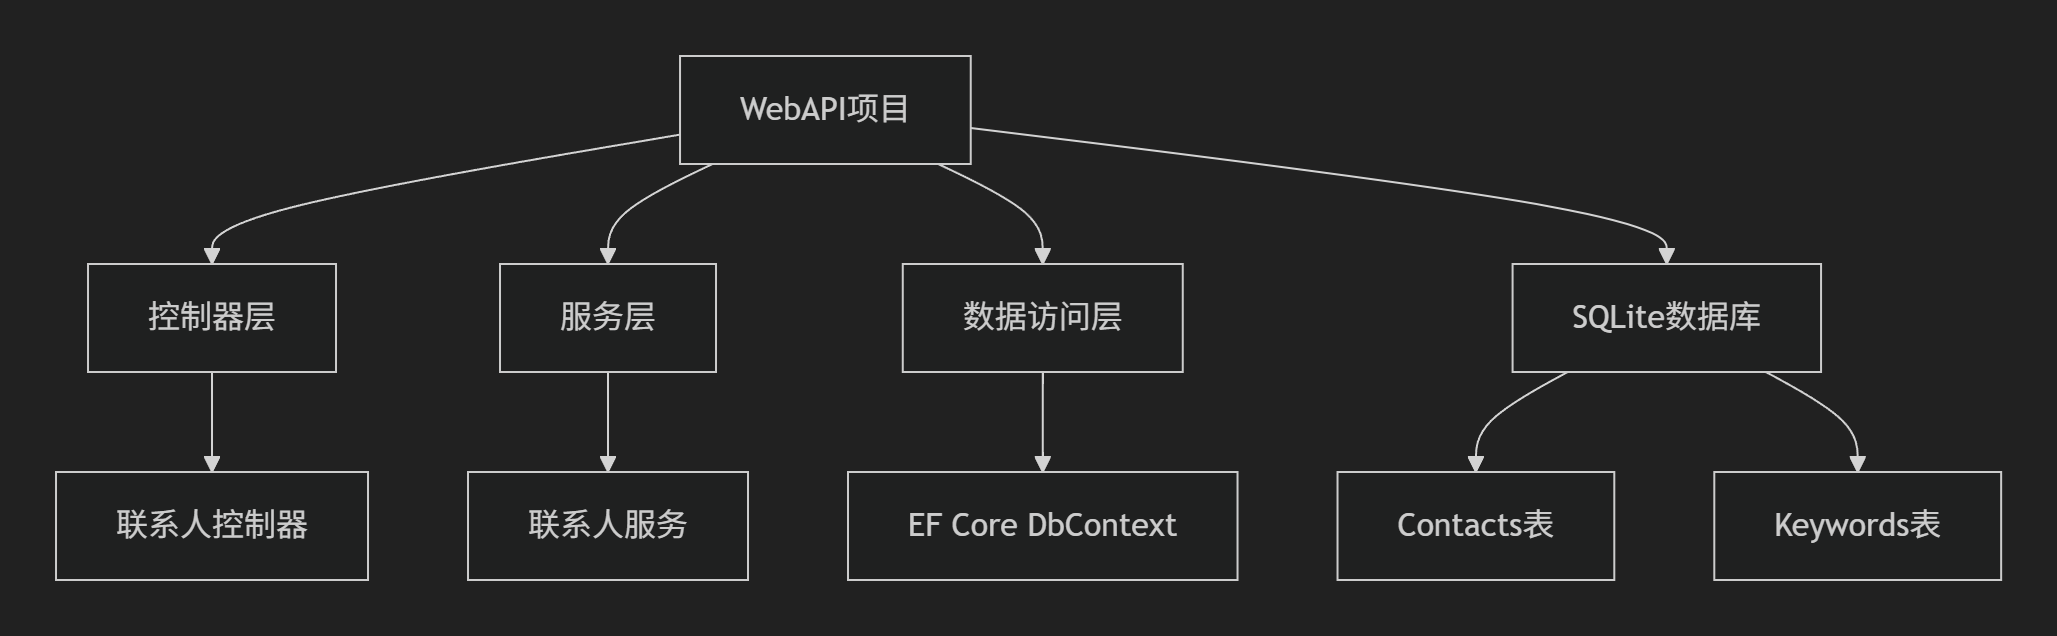 WebAPI项目
控制器层
服务层
数据访问层
SQLite数据库
联系人控制器
联系人服务
EF Core DbContext
Contacts表
Keywords表